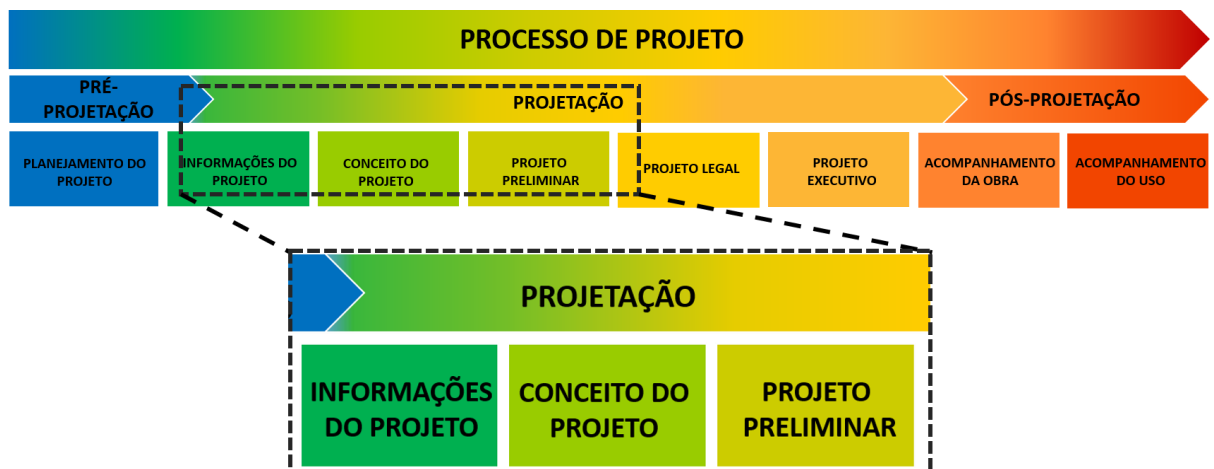 PROCESSO DE PROJETO
PRÉ-
PROJETAÇÃO
PROJETAÇÃO
PÓS-PROJETAÇÃO
PLANEJAMENTO DO
PROJETO
INFORMAÇÕES DO
PROJETO
CONCEITO DO
PROJETO
PROJETO
PRELIMINAR
PROJETO LEGAL
PROJETO
EXECUTIVO
ACOMPANHAMENTO
DA OBRA
ACOMPANHAMENTO
DO USO
PROJETAÇÃO
INFORMAÇÕES
DO PROJETO
CONCEITO DO
PROJETO
PROJETO
PRELIMINAR